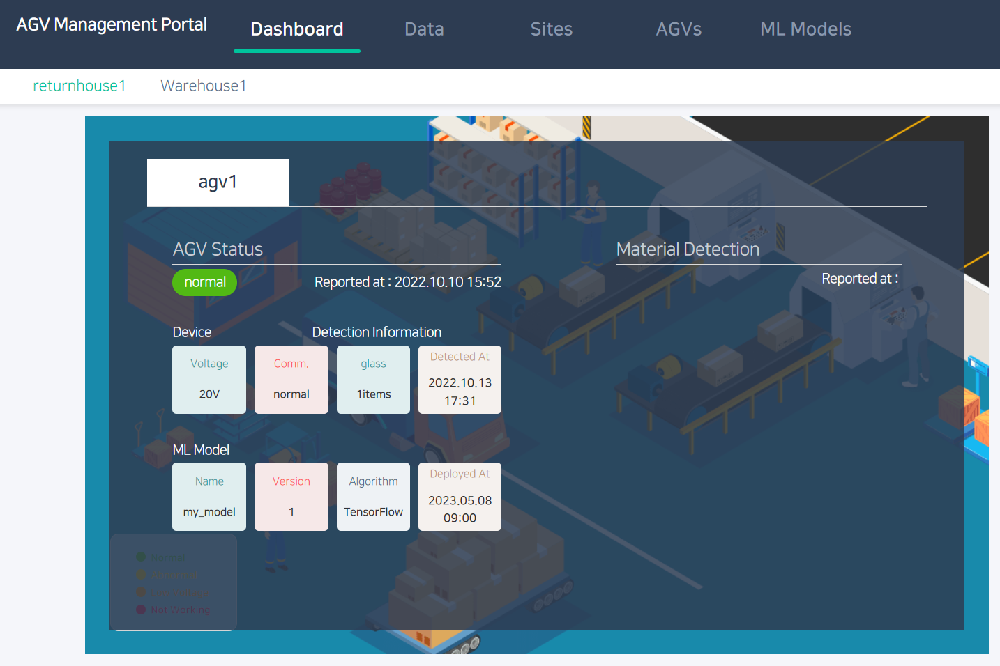 AGV Management Portal
Dashboard
Data
Sites
AGVs
ML Models
returnhouse1
Warehouse1
agv1
AGV Status
normal
Reported at : 2022.10.10 15:52
Material Detection
Reported at :
Device
Detection Information
Voltage
20V
Comm.
normal
glass
1items
Detected At
2022.10.13
17:31
ML Model
Name
my_model
Version
1
Algorithm
TensorFlow
Deployed At
2023.05.08
09:00
Normal
Abnormal
Low Voltage
Not Working